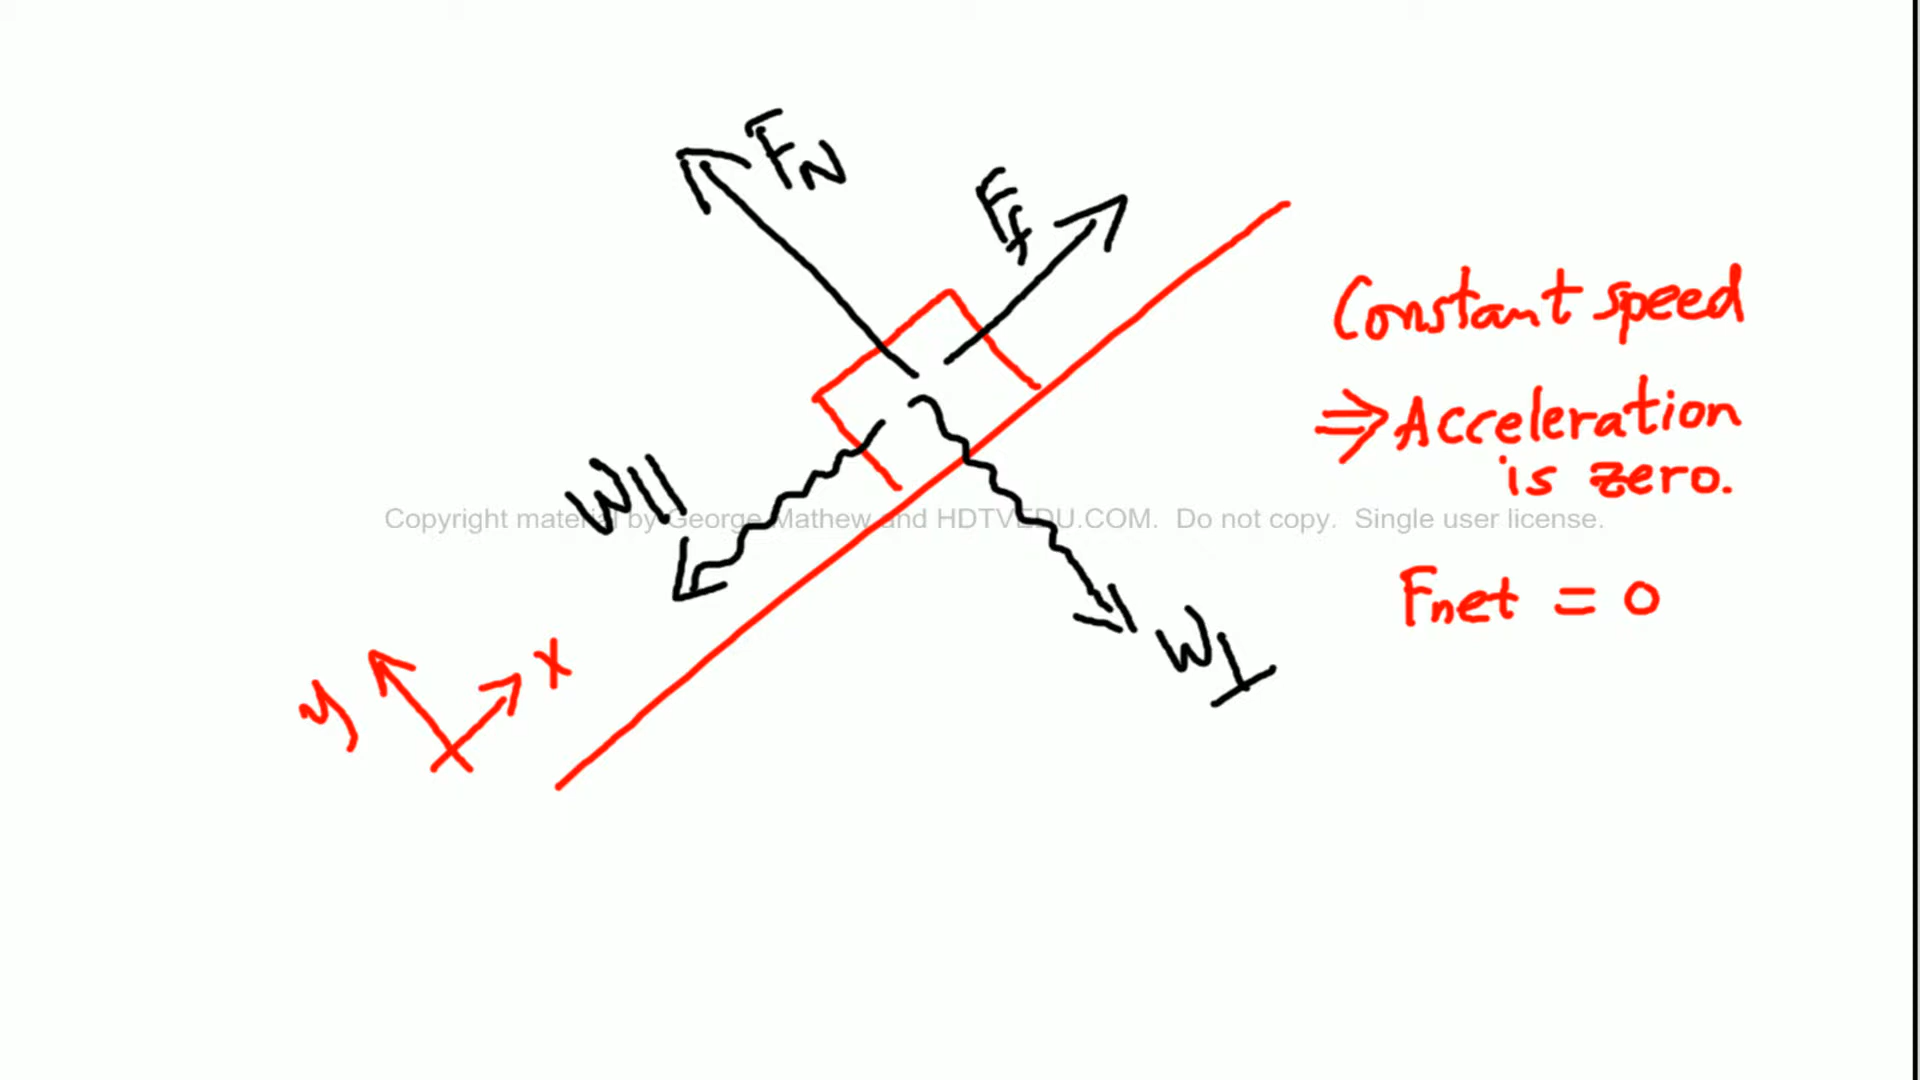 F_N
F_f
Constant speed
⇒ Acceleration
is zero.
W||
Copyright material by George Mathew and HDTVEDU.COM. Do not copy. Single user license.
Fnet = 0
W⊥
x
y